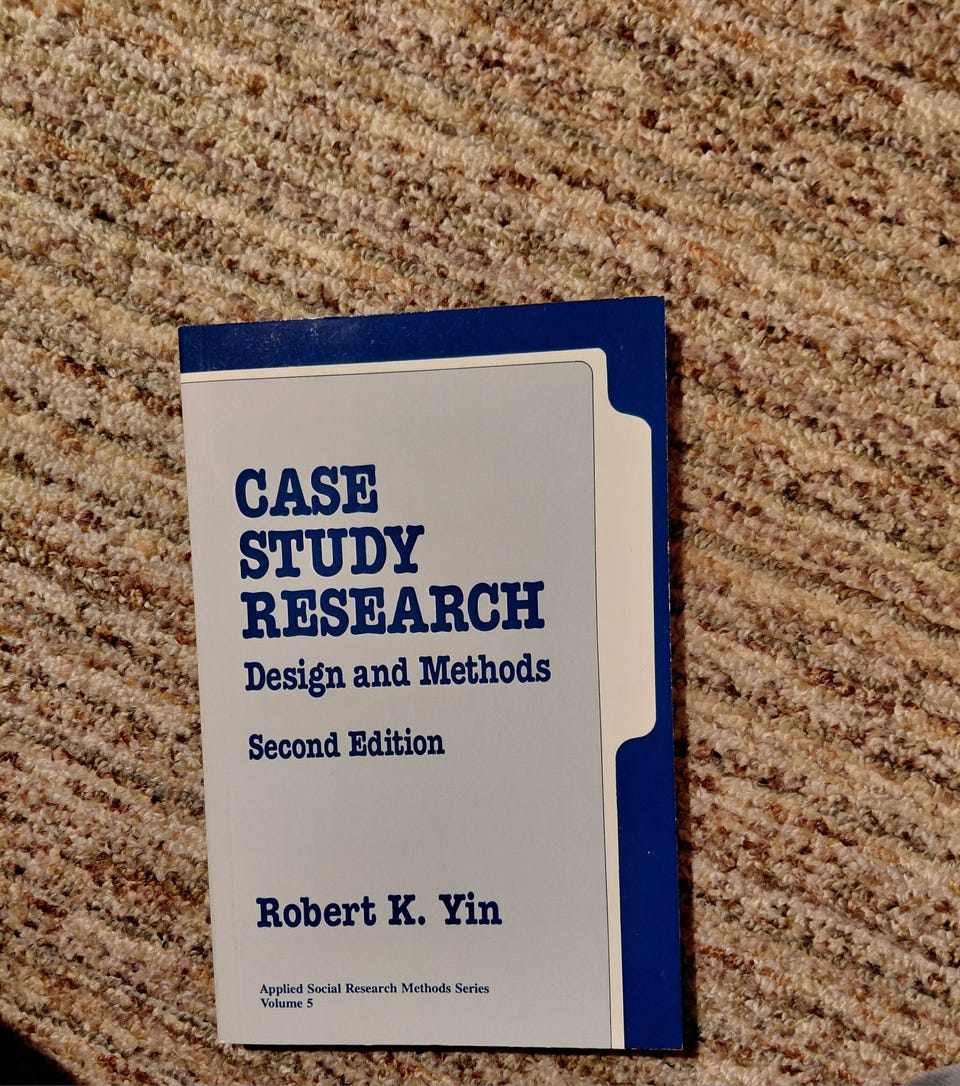 CASE
STUDY
RESEARCH
Design and Methods
Second Edition
Robert K. Yin
Applied Social Research Methods Series
Volume 5